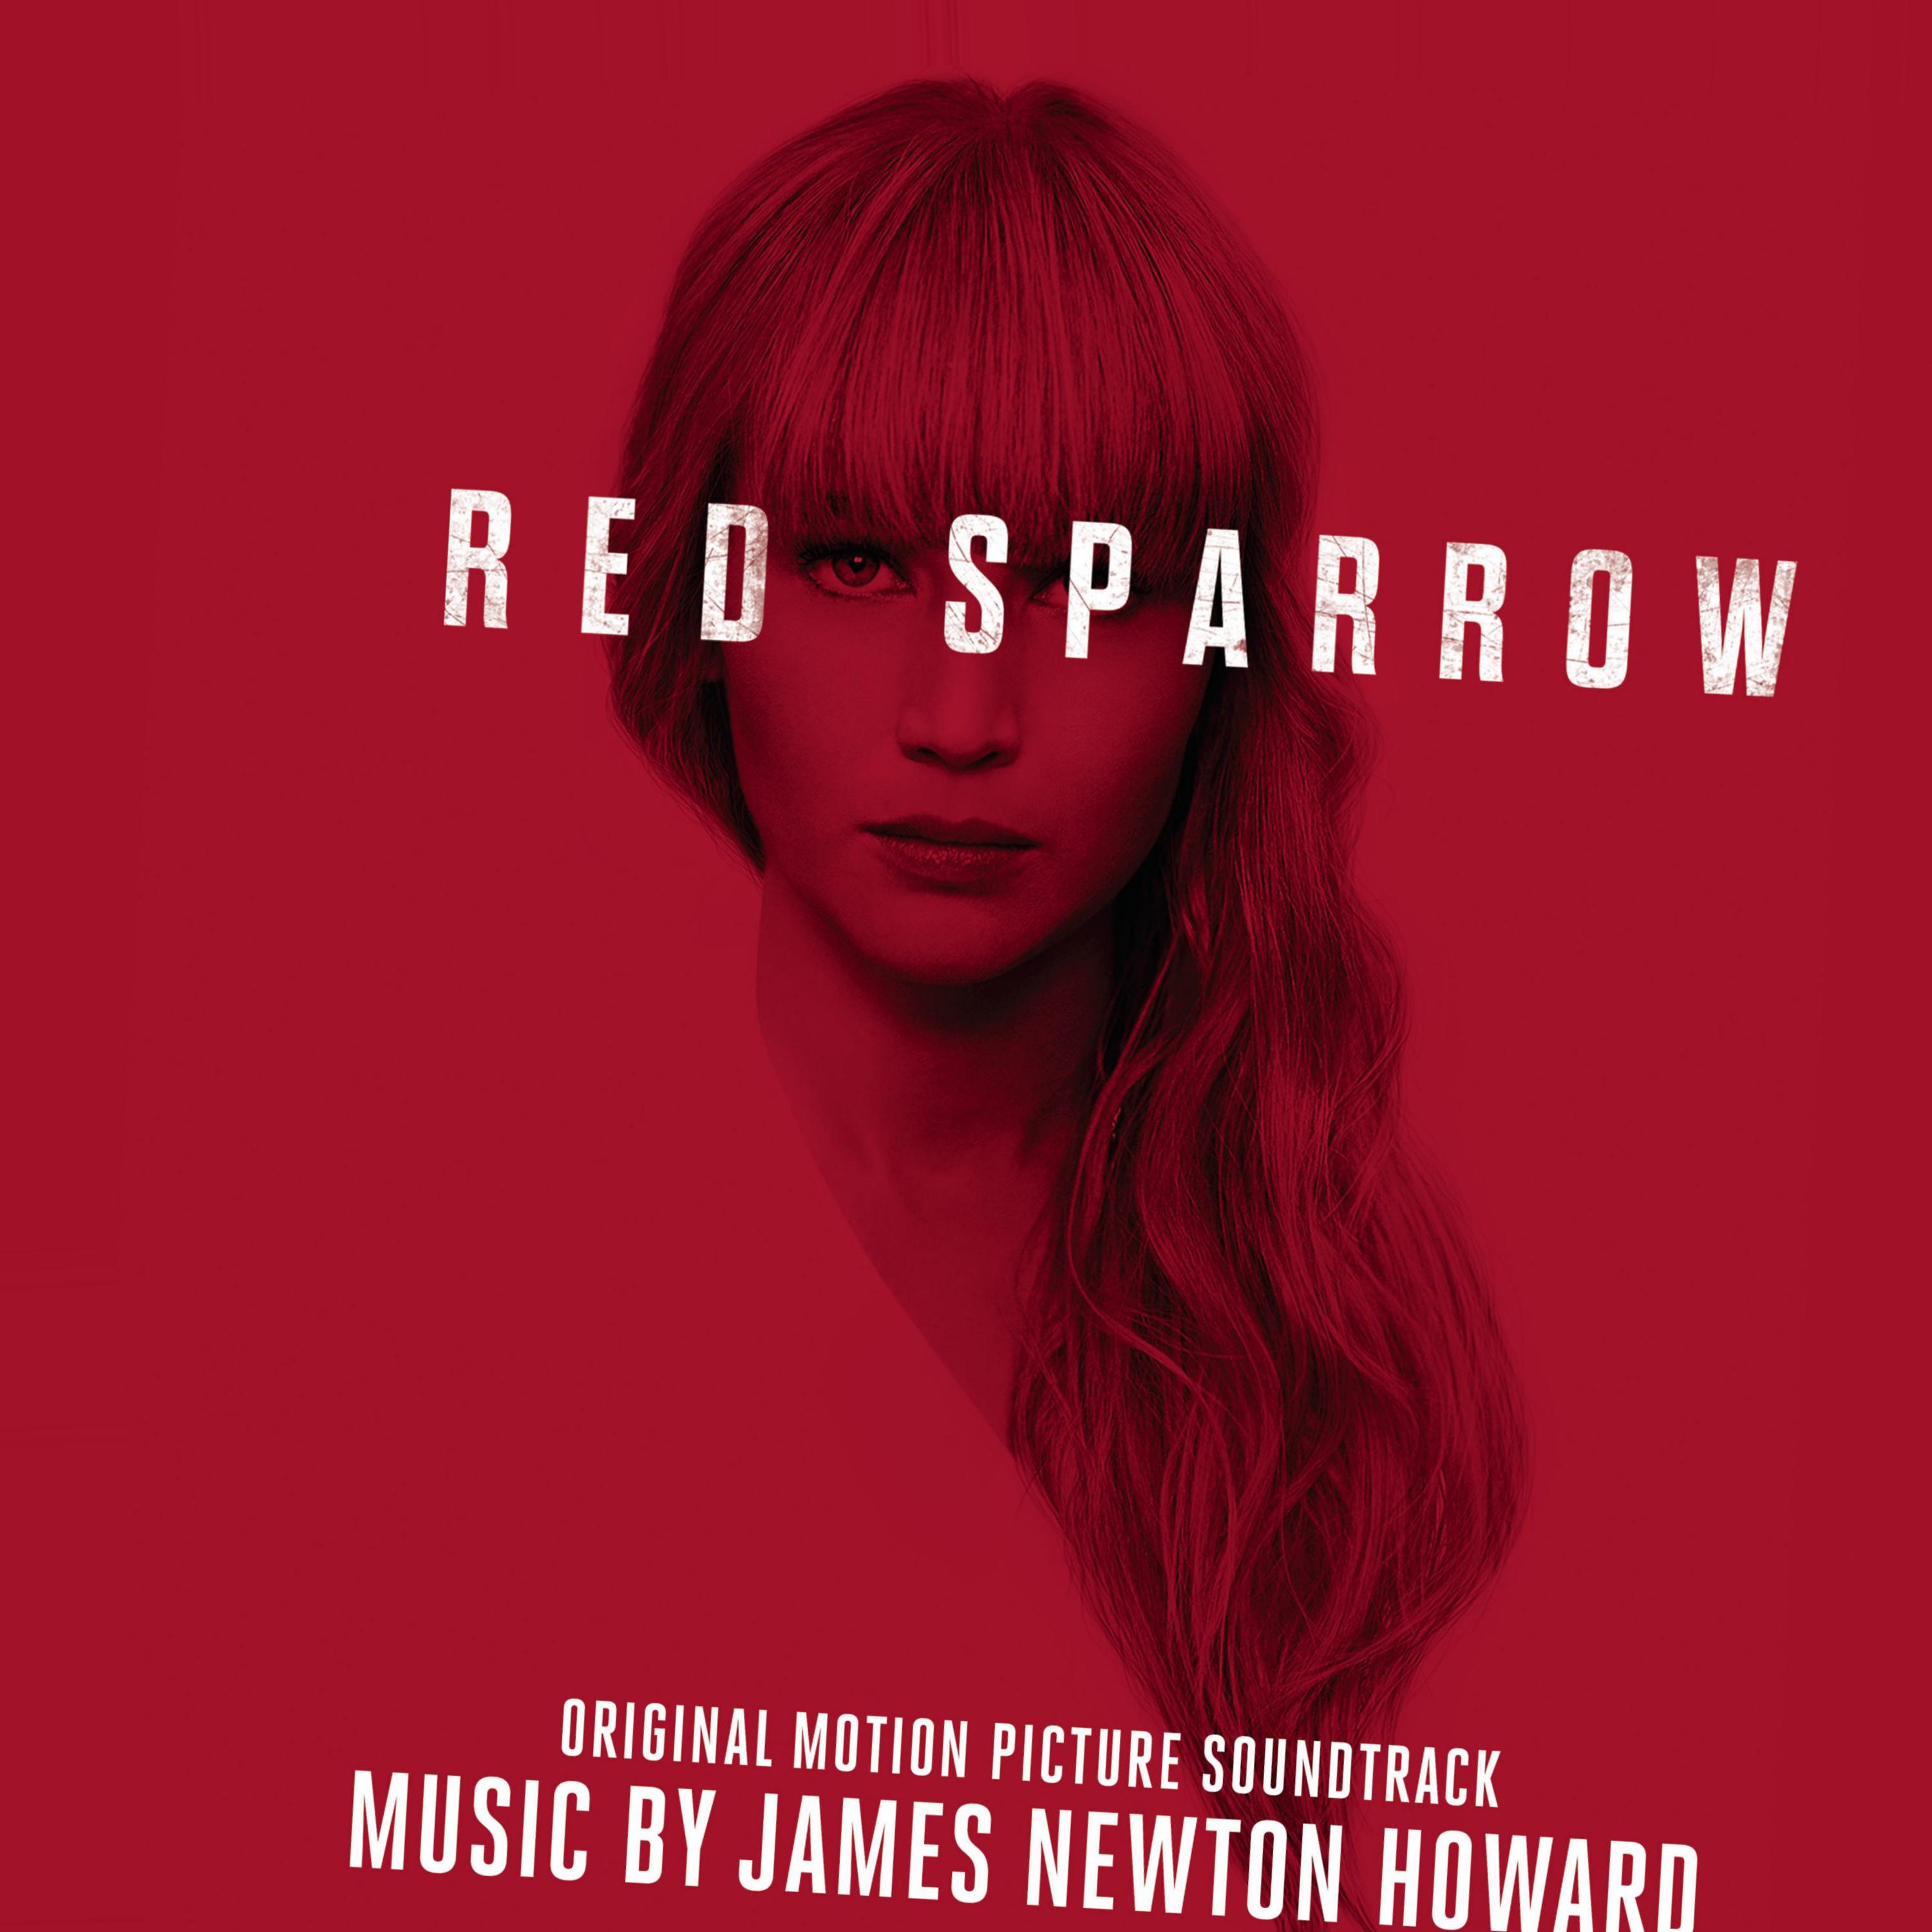 RED SPARROW
ORIGINAL MOTION PICTURE SOUNDTRACK
MUSIC BY JAMES NEWTON HOWARD